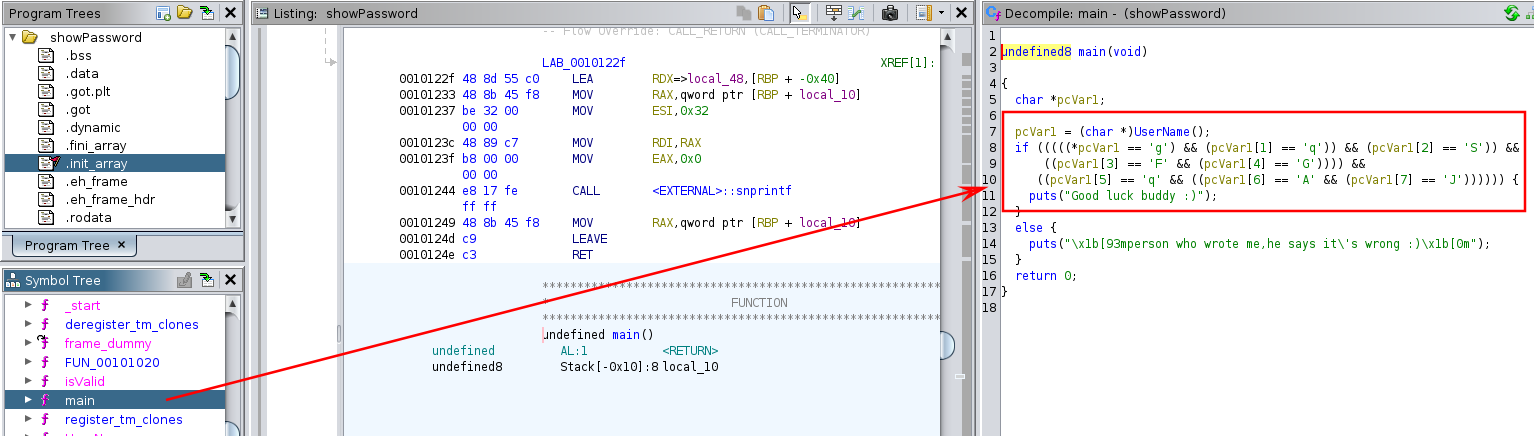 Program Trees
showPassword
.bss
.data
.got.plt
.got
.dynamic
.fini_array
.init_array
.eh_frame
.eh_frame_hdr
.rodata
Program Tree ×
Symbol Tree
f _start
f deregister_tm_clones
f frame_dummy
f FUN_00101020
f isValid
f main
f register_tm_clones
Listing: showPassword
-- Flow Override: CALL_RETURN (CALL_TERMINATOR)
LAB_0010122f XREF[1]:
0010122f 48 8d 55 c0 LEA RDX=>local_48,[RBP + -0x40]
00101233 48 8b 45 f8 MOV RAX,qword ptr [RBP + local_10]
00101237 be 32 00 MOV ESI,0x32
00 00
0010123c 48 89 c7 MOV RDI,RAX
0010123f b8 00 00 MOV EAX,0x0
00 00
00101244 e8 17 fe CALL <EXTERNAL>::snprintf
ff ff
00101249 48 8b 45 f8 MOV RAX,qword ptr [RBP + local_10]
0010124d c9 LEAVE
0010124e c3 RET
**************************************************
* FUNCTION
**************************************************
undefined main()
undefined AL:1 <RETURN>
undefined8 Stack[-0x10]:8 local_10
Decompile: main - (showPassword)
1
2 undefined8 main(void)
3
4 {
5 char *pcVar1;
6
7 pcVar1 = (char *)UserName();
8 if (((((*pcVar1 == 'g') && (pcVar1[1] == 'q')) && (pcVar1[2] == 'S')) &&
9 ((pcVar1[3] == 'F' && (pcVar1[4] == 'G')))) &&
10 ((pcVar1[5] == 'q' && ((pcVar1[6] == 'A' && (pcVar1[7] == 'J')))))) {
11 puts("Good luck buddy :)");
12 }
13 else {
14 puts("\x1b[93mperson who wrote me,he says it\'s wrong :)\x1b[0m");
15 }
16 return 0;
17 }
18